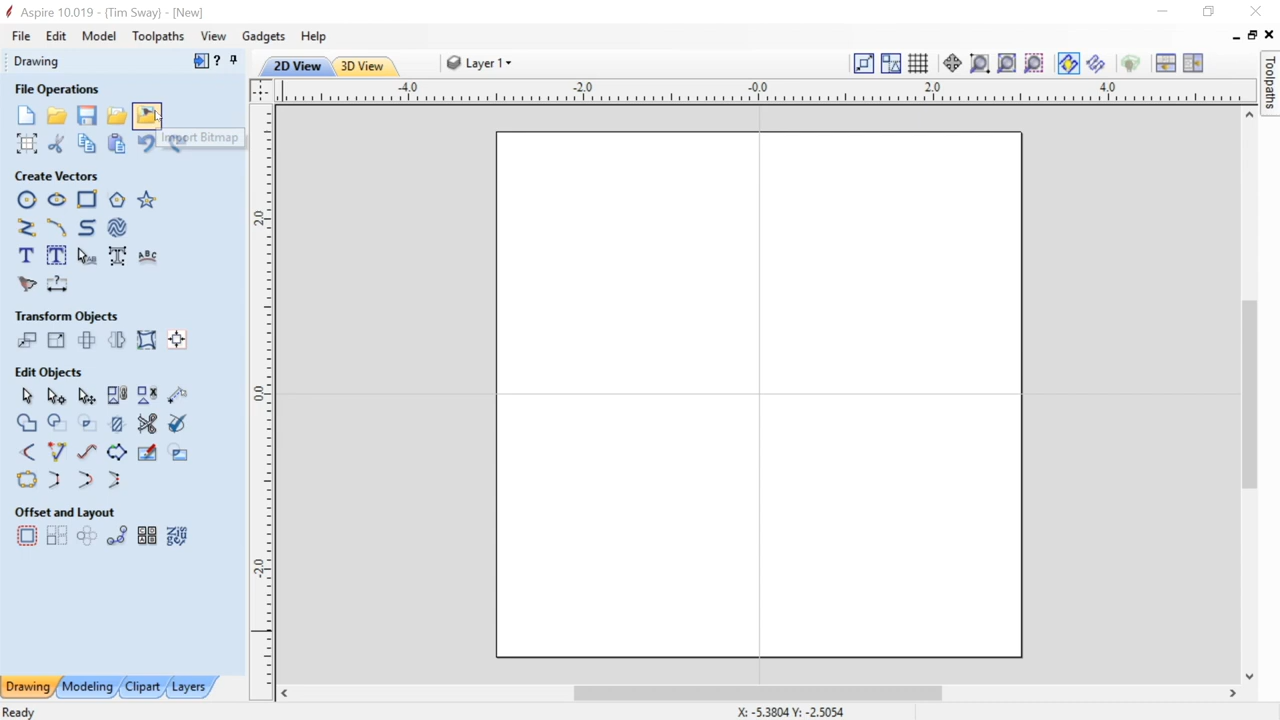 Aspire 10.019 - {Tim Sway} - [New]
File Edit Model Toolpaths View Gadgets Help
Drawing
2D View 3D View Layer 1
File Operations
Import Bitmap
Create Vectors
Transform Objects
Edit Objects
Offset and Layout
Drawing Modeling Clipart Layers
-4.0 -2.0 -0.0 2.0 4.0
2.0
0.0
-2.0
Toolpaths
Ready
X: -5.3804 Y: -2.5054